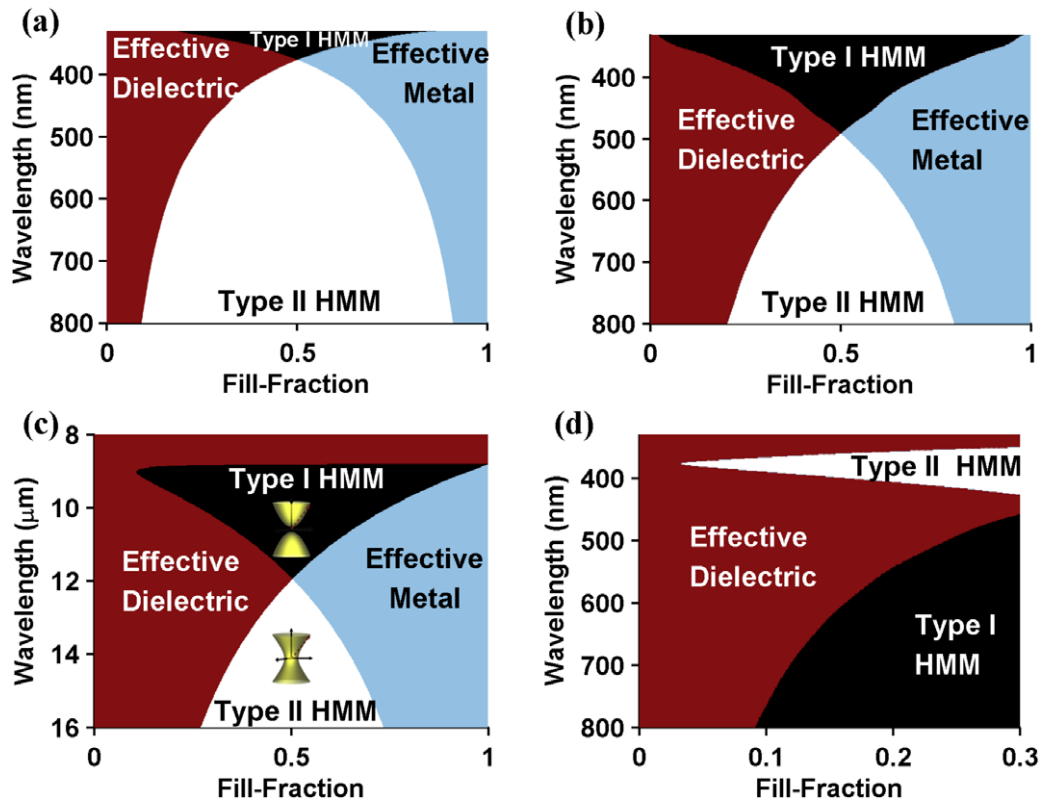 (a)
Effective
Dielectric
Type I HMM
Effective
Metal
Type II HMM
Wavelength (nm)
400
500
600
700
800
0
0.5
1
Fill-Fraction
(b)
Type I HMM
Effective
Dielectric
Effective
Metal
Type II HMM
Wavelength (nm)
400
500
600
700
800
0
0.5
1
Fill-Fraction
(c)
Type I HMM
Effective
Dielectric
Effective
Metal
Type II HMM
Wavelength (μm)
8
10
12
14
16
0
0.5
1
Fill-Fraction
(d)
Type II HMM
Effective
Dielectric
Type I
HMM
Wavelength (nm)
400
500
600
700
800
0
0.1
0.2
0.3
Fill-Fraction